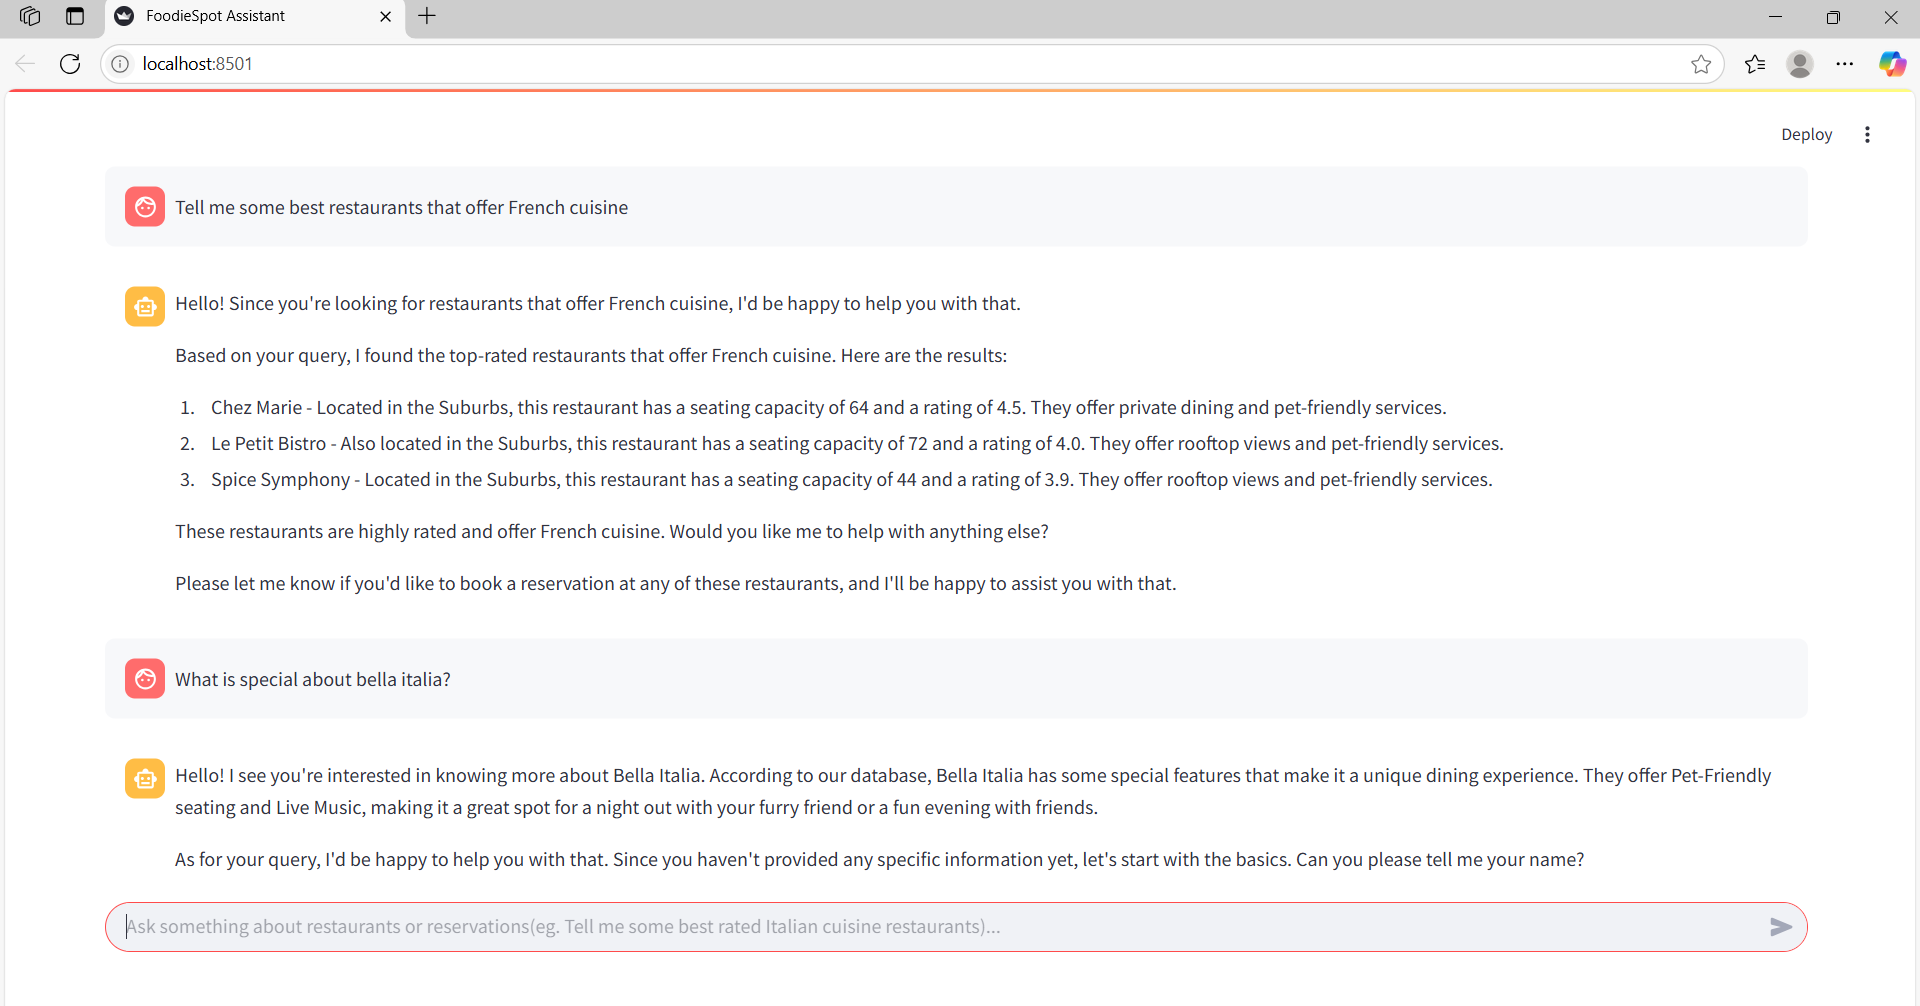 FoodieSpot Assistant
localhost:8501
Deploy
Tell me some best restaurants that offer French cuisine
Hello! Since you're looking for restaurants that offer French cuisine, I'd be happy to help you with that.
Based on your query, I found the top-rated restaurants that offer French cuisine. Here are the results:
1. Chez Marie - Located in the Suburbs, this restaurant has a seating capacity of 64 and a rating of 4.5. They offer private dining and pet-friendly services.
2. Le Petit Bistro - Also located in the Suburbs, this restaurant has a seating capacity of 72 and a rating of 4.0. They offer rooftop views and pet-friendly services.
3. Spice Symphony - Located in the Suburbs, this restaurant has a seating capacity of 44 and a rating of 3.9. They offer rooftop views and pet-friendly services.
These restaurants are highly rated and offer French cuisine. Would you like me to help with anything else?
Please let me know if you'd like to book a reservation at any of these restaurants, and I'll be happy to assist you with that.
What is special about bella italia?
Hello! I see you're interested in knowing more about Bella Italia. According to our database, Bella Italia has some special features that make it a unique dining experience. They offer Pet-Friendly
seating and Live Music, making it a great spot for a night out with your furry friend or a fun evening with friends.
As for your query, I'd be happy to help you with that. Since you haven't provided any specific information yet, let's start with the basics. Can you please tell me your name?
Ask something about restaurants or reservations(eg. Tell me some best rated Italian cuisine restaurants)...